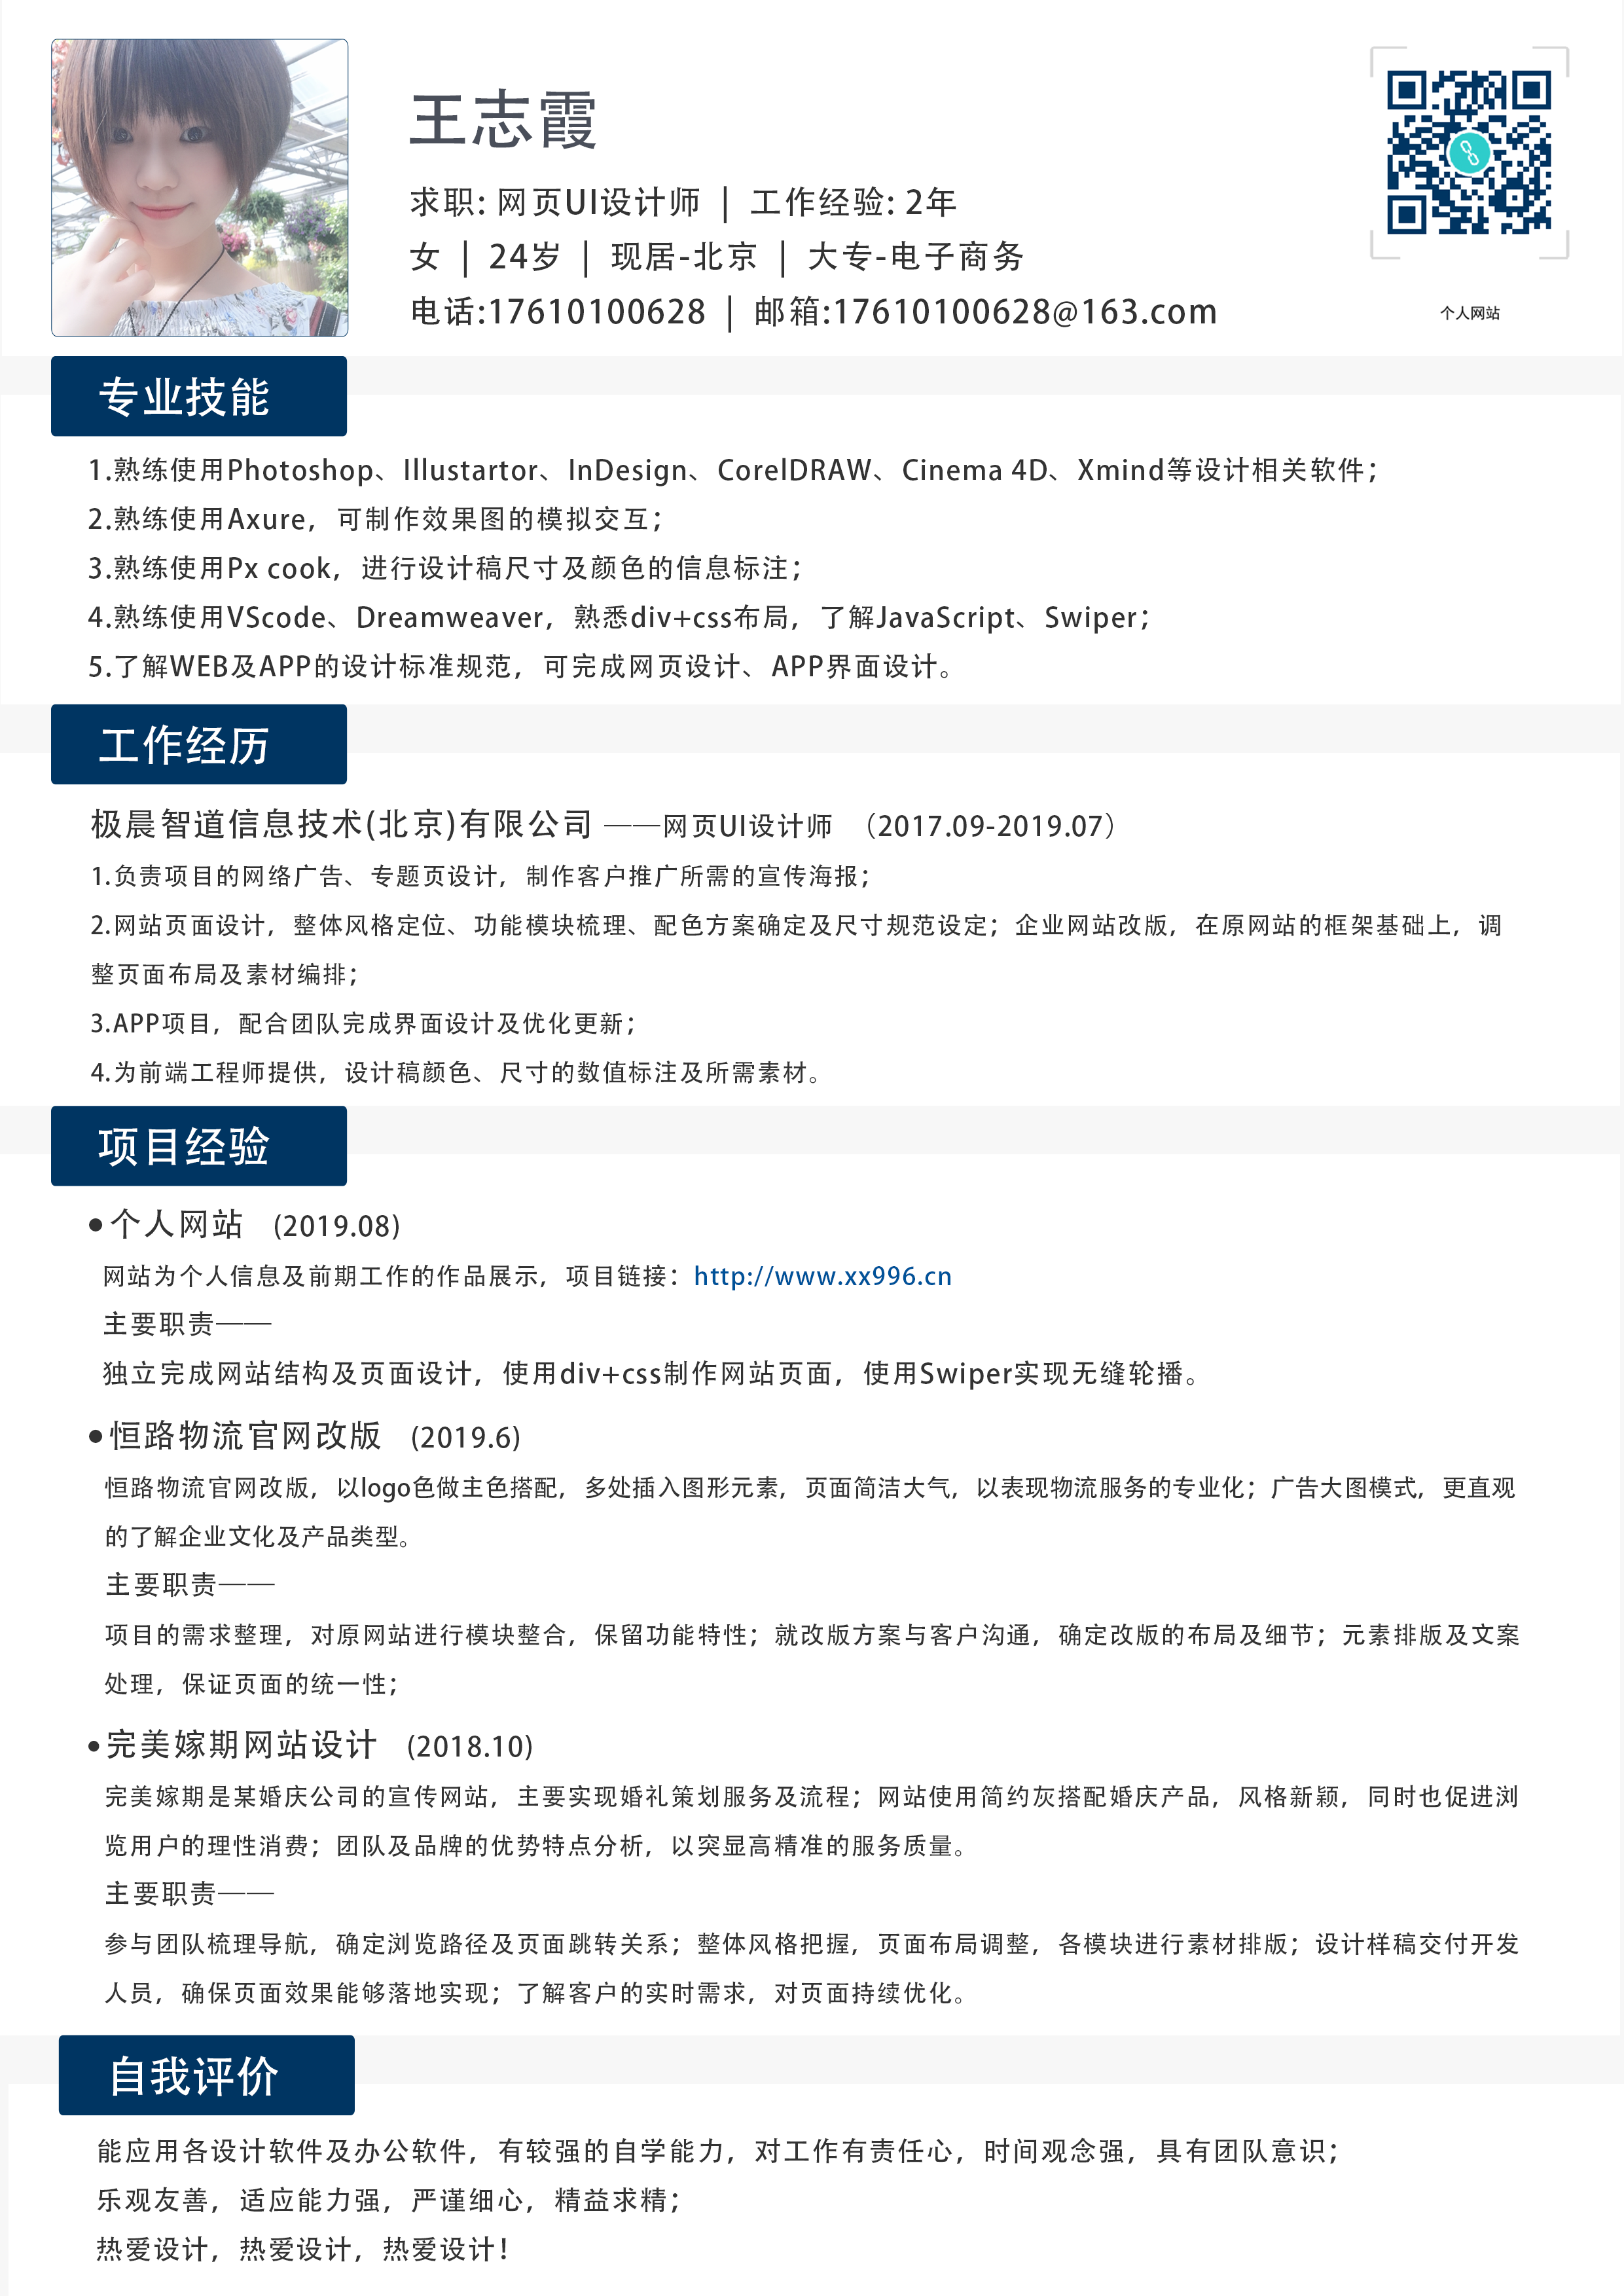 王志霞
求职: 网页UI设计师 | 工作经验: 2年
女 | 24岁 | 现居-北京 | 大专-电子商务
电话:17610100628 | 邮箱:17610100628@163.com
个人网站
专业技能
1.熟练使用Photoshop、Illustartor、InDesign、CorelDRAW、Cinema 4D、Xmind等设计相关软件；
2.熟练使用Axure，可制作效果图的模拟交互；
3.熟练使用Px cook，进行设计稿尺寸及颜色的信息标注；
4.熟练使用VScode、Dreamweaver，熟悉div+css布局，了解JavaScript、Swiper；
5.了解WEB及APP的设计标准规范，可完成网页设计、APP界面设计。
工作经历
极晨智道信息技术(北京)有限公司 ——网页UI设计师 （2017.09-2019.07）
1.负责项目的网络广告、专题页设计，制作客户推广所需的宣传海报；
2.网站页面设计，整体风格定位、功能模块梳理、配色方案确定及尺寸规范设定；企业网站改版，在原网站的框架基础上，调
整页面布局及素材编排；
3.APP项目，配合团队完成界面设计及优化更新；
4.为前端工程师提供，设计稿颜色、尺寸的数值标注及所需素材。
项目经验
●个人网站 (2019.08)
网站为个人信息及前期工作的作品展示，项目链接：http://www.xx996.cn
主要职责——
独立完成网站结构及页面设计，使用div+css制作网站页面，使用Swiper实现无缝轮播。
●恒路物流官网改版 (2019.6)
恒路物流官网改版，以logo色做主色搭配，多处插入图形元素，页面简洁大气，以表现物流服务的专业化；广告大图模式，更直观
的了解企业文化及产品类型。
主要职责——
项目的需求整理，对原网站进行模块整合，保留功能特性；就改版方案与客户沟通，确定改版的布局及细节；元素排版及文案
处理，保证页面的统一性；
●完美嫁期网站设计 (2018.10)
完美嫁期是某婚庆公司的宣传网站，主要实现婚礼策划服务及流程；网站使用简约灰搭配婚庆产品，风格新颖，同时也促进浏
览用户的理性消费；团队及品牌的优势特点分析，以突显高精准的服务质量。
主要职责——
参与团队梳理导航，确定浏览路径及页面跳转关系；整体风格把握，页面布局调整，各模块进行素材排版；设计样稿交付开发
人员，确保页面效果能够落地实现；了解客户的实时需求，对页面持续优化。
自我评价
能应用各设计软件及办公软件，有较强的自学能力，对工作有责任心，时间观念强，具有团队意识；
乐观友善，适应能力强，严谨细心，精益求精；
热爱设计，热爱设计，热爱设计！